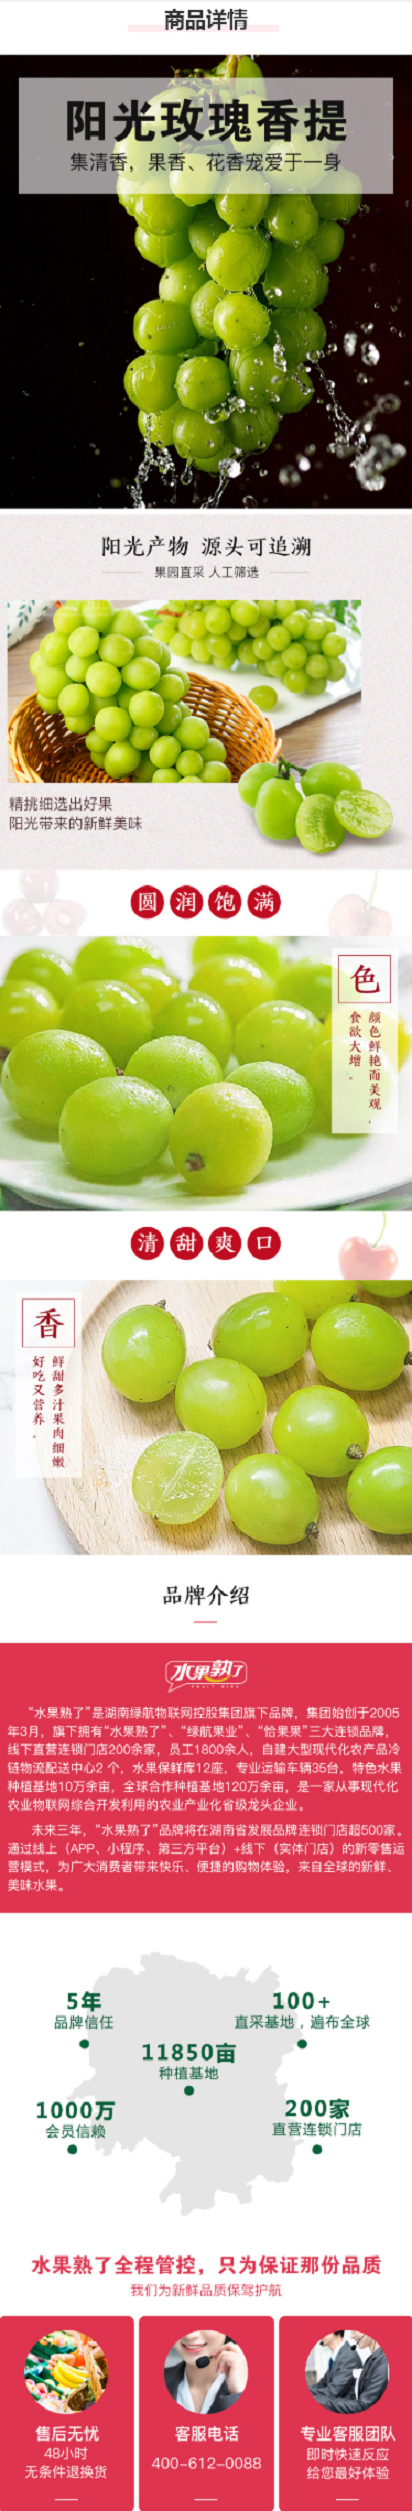 商品详情
阳光玫瑰香提
集清香，果香、花香宠爱于一身
阳光产物 源头可追溯
果园直采 人工筛选
精挑细选出好果
阳光带来的新鲜美味
圆润饱满
色
颜色鲜艳而美观，
食欲大增。
清甜爽口
香
鲜甜多汁果肉细嫩
好吃又营养。
品牌介绍
水果熟了
“水果熟了”是湖南绿航物联网控股集团旗下品牌，集团始创于2005
年3月，旗下拥有“水果熟了”、“绿航果业”、“恰果果”三大连锁品牌，
线下直营连锁门店200余家，员工1800余人，自建大型现代化农产品冷
链物流配送中心2 个，水果保鲜库12座，专业运输车辆35台，特色水果
种植基地10万余亩，全球合作种植基地120万余亩，是一家从事现代化
农业物联网综合开发利用的农业产业化省级龙头企业。
未来三年，“水果熟了”品牌将在湖南省发展品牌连锁门店超500家。
通过线上（APP、小程序、第三方平台）+线下（实体门店）的新零售运
营模式，为广大消费者带来快乐、便捷的购物体验，来自全球的新鲜、
美味水果。
5年
品牌信任
100+
直采基地，遍布全球
11850亩
种植基地
1000万
会员信赖
200家
直营连锁门店
水果熟了全程管控，只为保证那份品质
我们为新鲜品质保驾护航
售后无忧
48小时
无条件退换货
客服电话
400-612-0088
专业客服团队
即时快速反应
给您最好体验